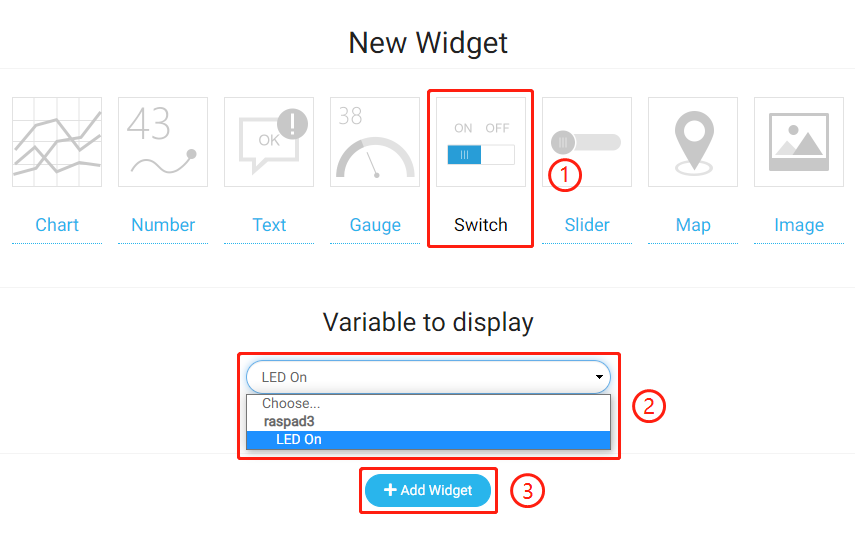 New Widget
43
OK
!
38
ON OFF
1
Chart
Number
Text
Gauge
Switch
Slider
Map
Image
Variable to display
LED On
Choose...
raspad3
LED On
2
+ Add Widget
3